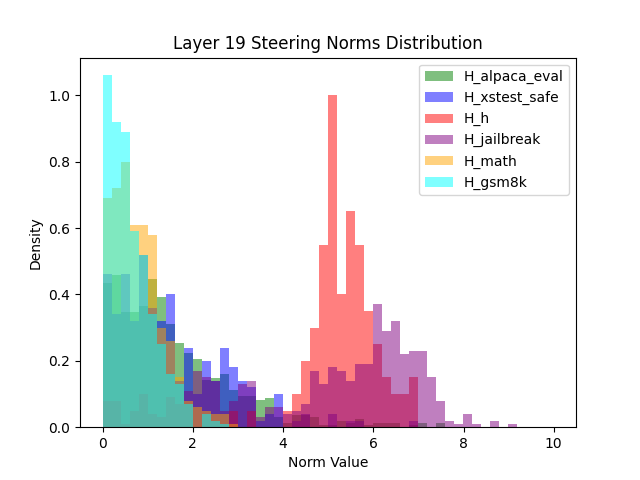 Layer 19 Steering Norms Distribution
H_alpaca_eval
H_xstest_safe
H_h
H_jailbreak
H_math
H_gsm8k
Density
1.0
0.8
0.6
0.4
0.2
0.0
0 2 4 6 8 10
Norm Value